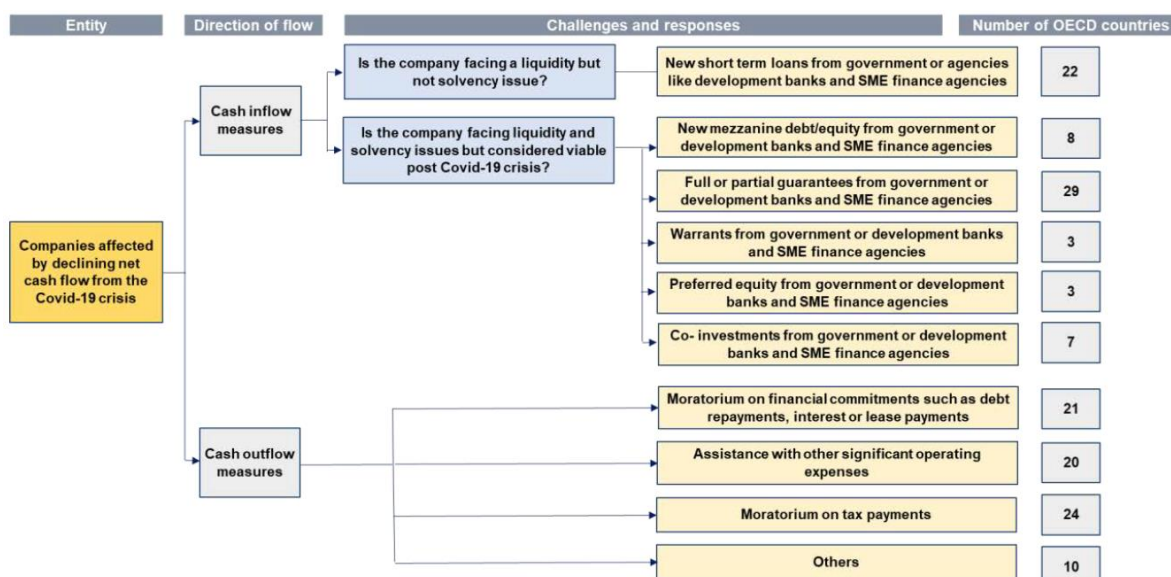 Entity
Direction of flow
Challenges and responses
Number of OECD countries
Is the company facing a liquidity but
not solvency issue?
New short term loans from government or agencies
like development banks and SME finance agencies
22
Cash inflow
measures
Is the company facing liquidity and
solvency issues but considered viable
post Covid-19 crisis?
New mezzanine debt/equity from government or
development banks and SME finance agencies
8
Full or partial guarantees from government or
development banks and SME finance agencies
29
Companies affected
by declining net
cash flow from the
Covid-19 crisis
Warrants from government or development banks
and SME finance agencies
3
Preferred equity from government or development
banks and SME finance agencies
3
Co- investments from government or development
banks and SME finance agencies
7
Cash outflow
measures
Moratorium on financial commitments such as debt
repayments, interest or lease payments
21
Assistance with other significant operating
expenses
20
Moratorium on tax payments
24
Others
10